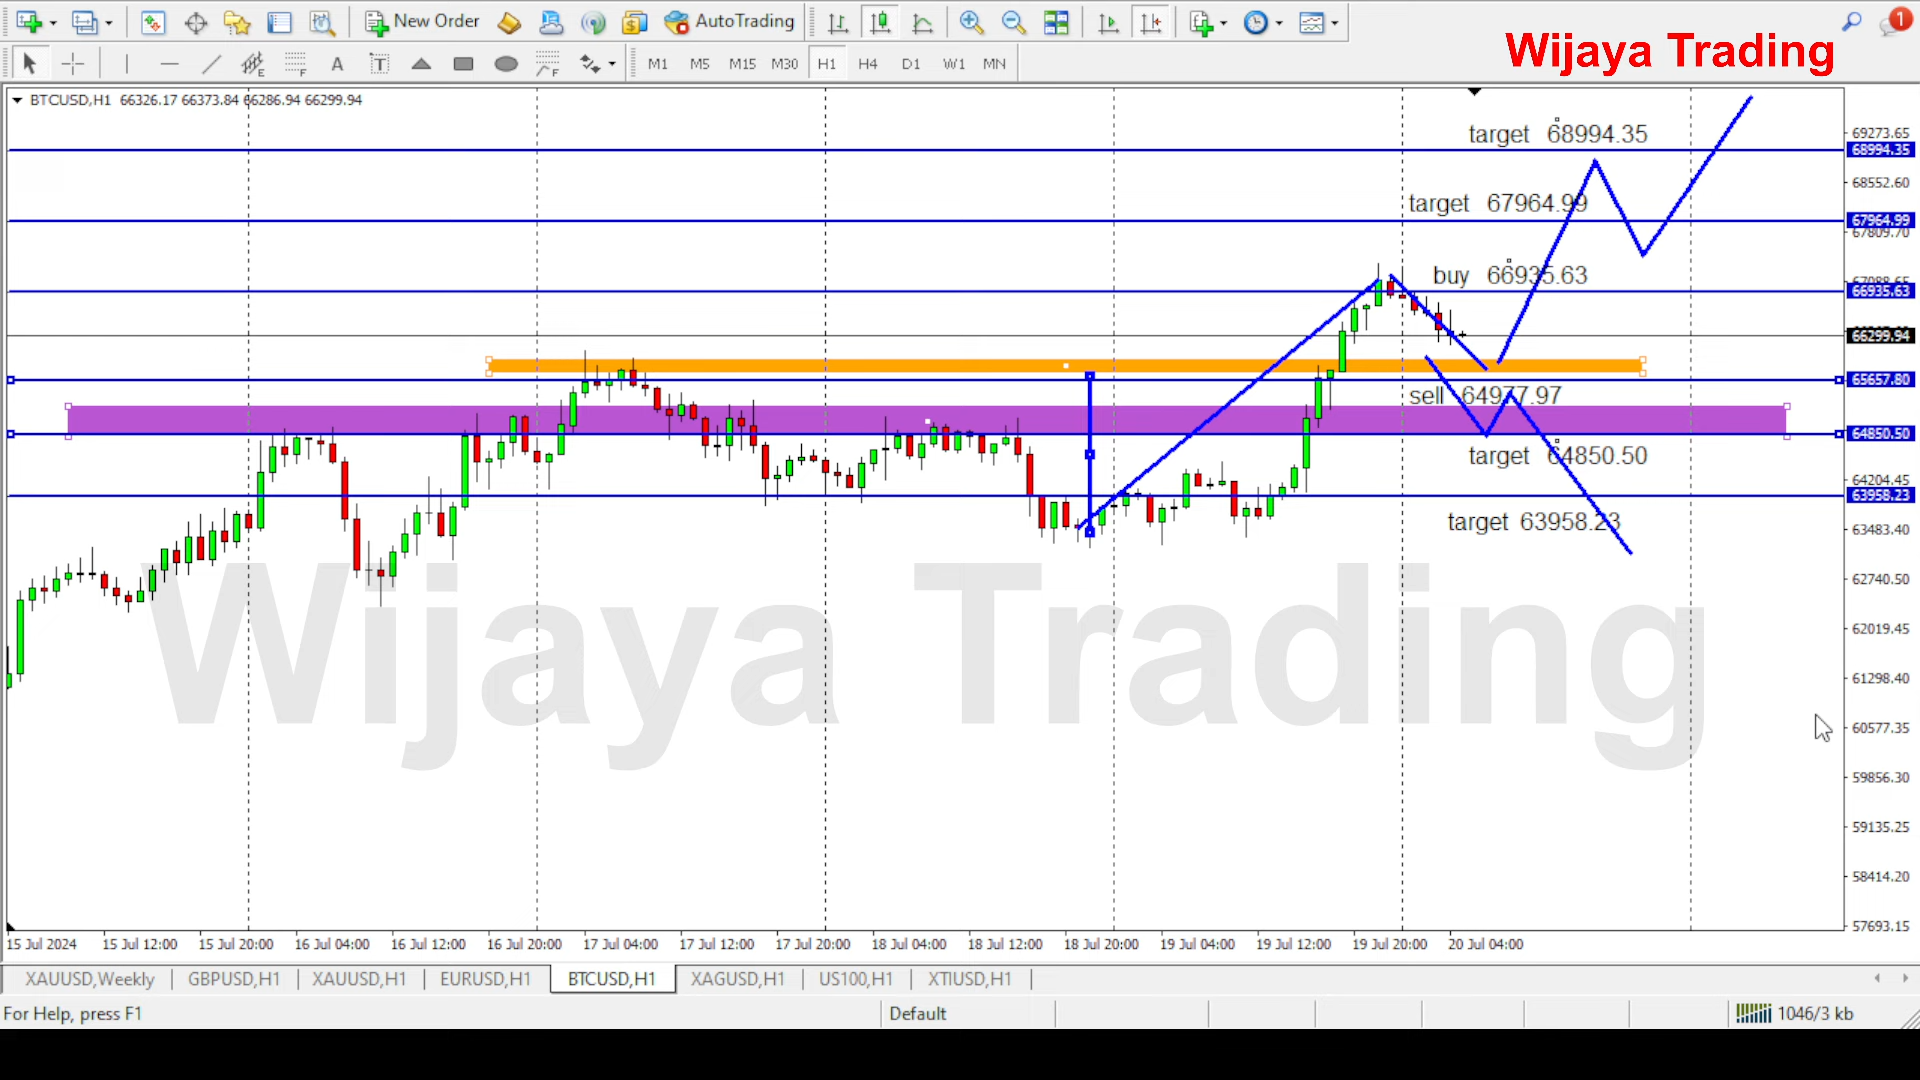 New Order
AutoTrading
1
Wijaya Trading
E
F
A
T
F
M1 M5 M15 M30 H1 H4 D1 W1 MN
BTCUSD,H1 66326.17 66373.84 66286.94 66299.94
target 68994.35
69273.65
68994.35
68552.60
target 67964.99
67964.99
67809.70
buy 66935.63
66935.63
66299.94
65657.80
sell 64977.97
64850.50
target 64850.50
64204.45
63958.23
target 63958.23
63483.40
62740.50
62019.45
61298.40
60577.35
59856.30
59135.25
58414.20
57693.15
Wijaya Trading
15 Jul 2024 15 Jul 12:00 15 Jul 20:00 16 Jul 04:00 16 Jul 12:00 16 Jul 20:00 17 Jul 04:00 17 Jul 12:00 17 Jul 20:00 18 Jul 04:00 18 Jul 12:00 18 Jul 20:00 19 Jul 04:00 19 Jul 12:00 19 Jul 20:00 20 Jul 04:00
XAUUSD,Weekly GBPUSD,H1 XAUUSD,H1 EURUSD,H1 BTCUSD,H1 XAGUSD,H1 US100,H1 XTIUSD,H1
For Help, press F1
Default
1046/3 kb